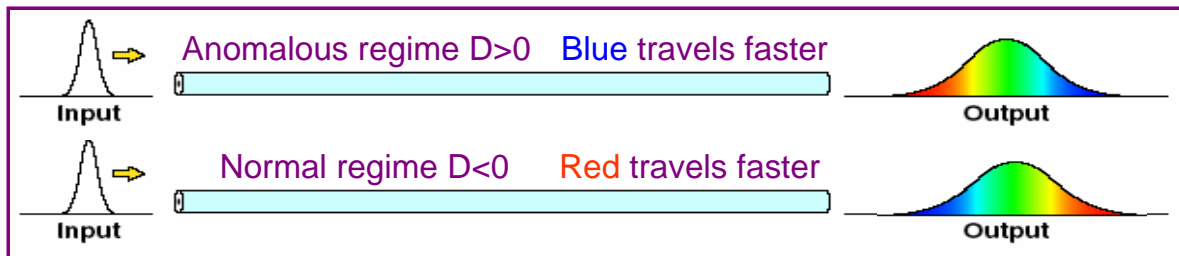 Anomalous regime D>0 Blue travels faster
Input Output
Normal regime D<0 Red travels faster
Input Output